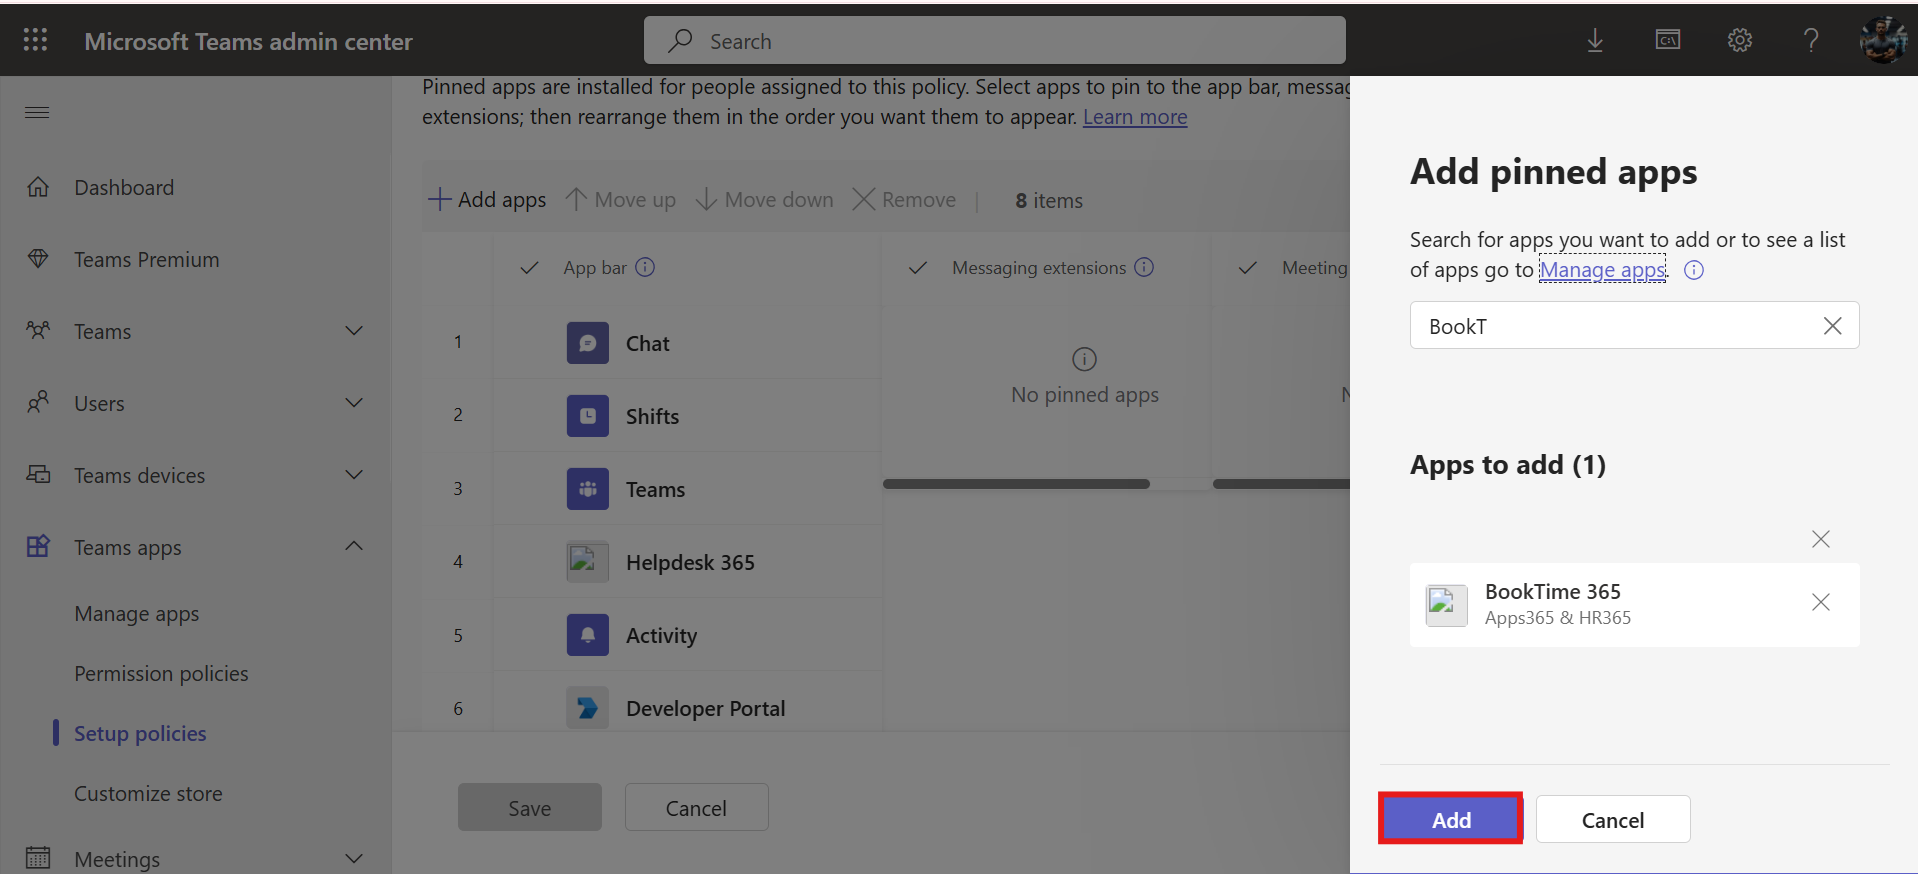 Microsoft Teams admin center
Search
Pinned apps are installed for people assigned to this policy. Select apps to pin to the app bar,
extensions; then rearrange them in the order you want them to appear. Learn more
Add apps
Move up
Move down
Remove
8 items
App bar
Messaging extensions
Meeting
1
Chat
No pinned apps
2
Shifts
3
Teams
4
Helpdesk 365
5
Activity
6
Developer Portal
Save
Cancel
Dashboard
Teams Premium
Teams
Users
Teams devices
Teams apps
Manage apps
Permission policies
Setup policies
Customize store
Meetings
Add pinned apps
Search for apps you want to add or to see a list
of apps go to Manage apps.
BookT
Apps to add (1)
BookTime 365
Apps365 & HR365
Add
Cancel